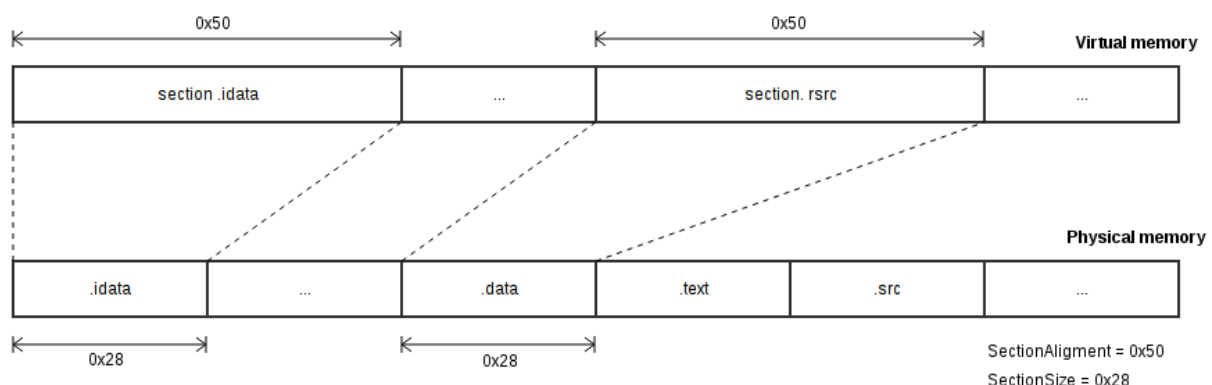 0x50
0x50
Virtual memory
section .idata
...
section. rsrc
...
Physical memory
.idata
...
.data
.text
.src
...
0x28
0x28
SectionAligment = 0x50
SectionSize = 0x28